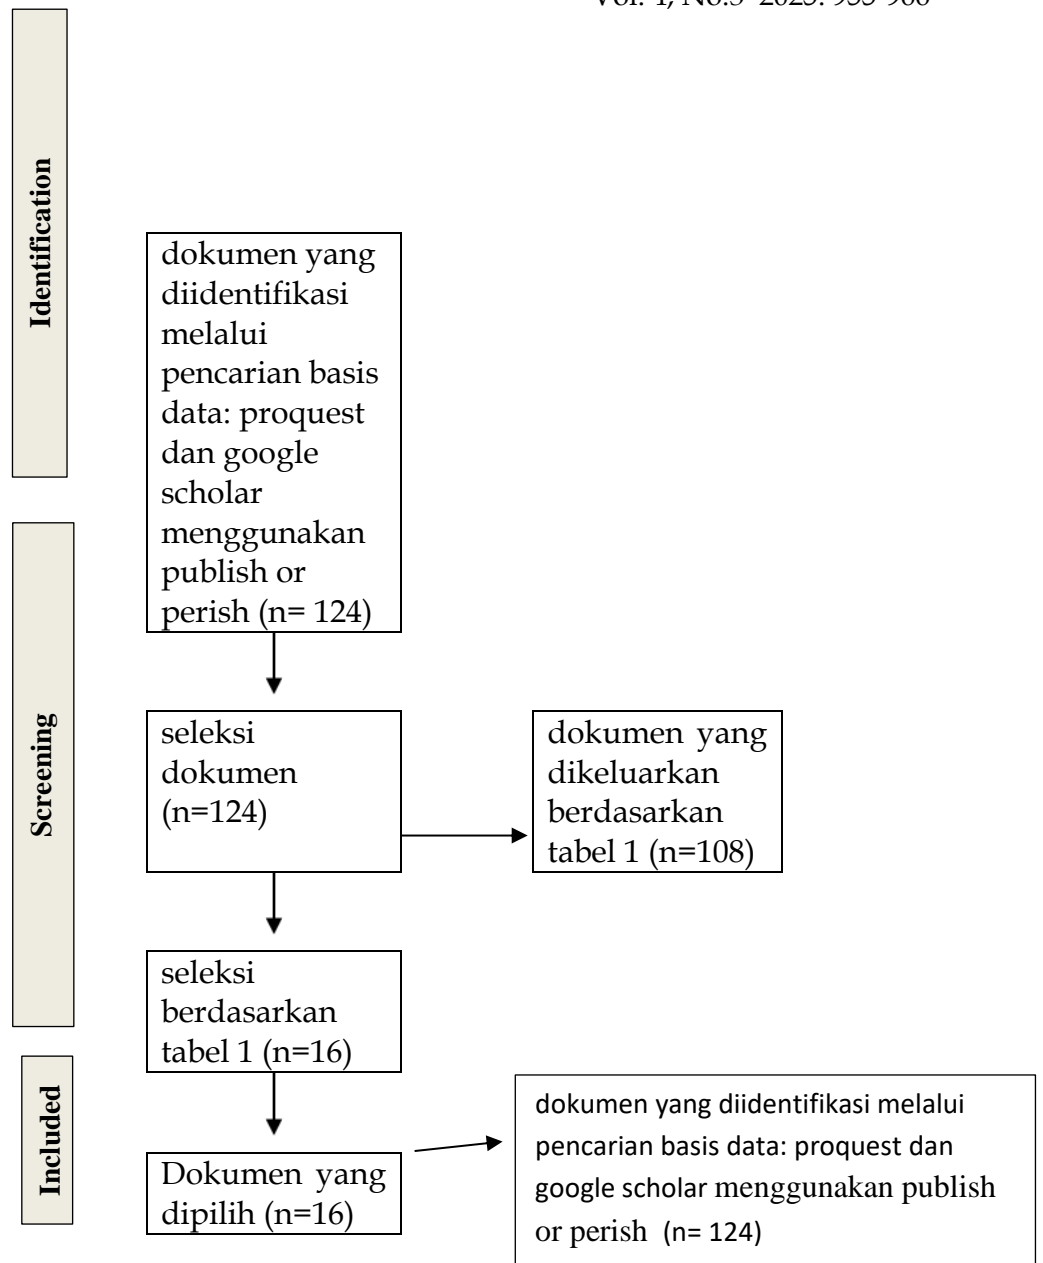 Vol. 4, No.5 2025: 955-966
Identification
dokumen yang
diidentifikasi
melalui
pencarian basis
data: proquest
dan google
scholar
menggunakan
publish or
perish (n= 124)
Screening
seleksi
dokumen
(n=124)
dokumen yang
dikeluarkan
berdasarkan
tabel 1 (n=108)
seleksi
berdasarkan
tabel 1 (n=16)
Included
Dokumen yang
dipilih (n=16)
dokumen yang diidentifikasi melalui
pencarian basis data: proquest dan
google scholar menggunakan publish
or perish (n= 124)